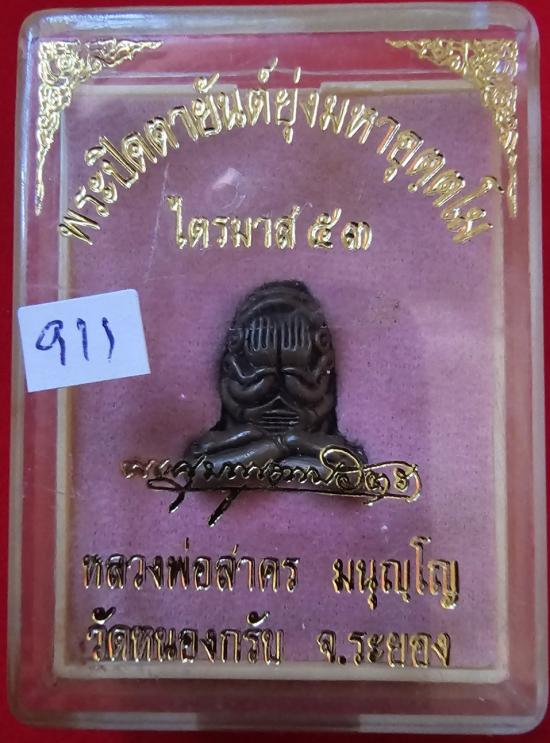 พระปิดตายันต์ยุ่งมหาอุตฺตโม
ไตรมาส ๕๓
911
หลวงพ่อสาคร มนุญฺโญ
วัดหนองกรับ จ.ระยอง